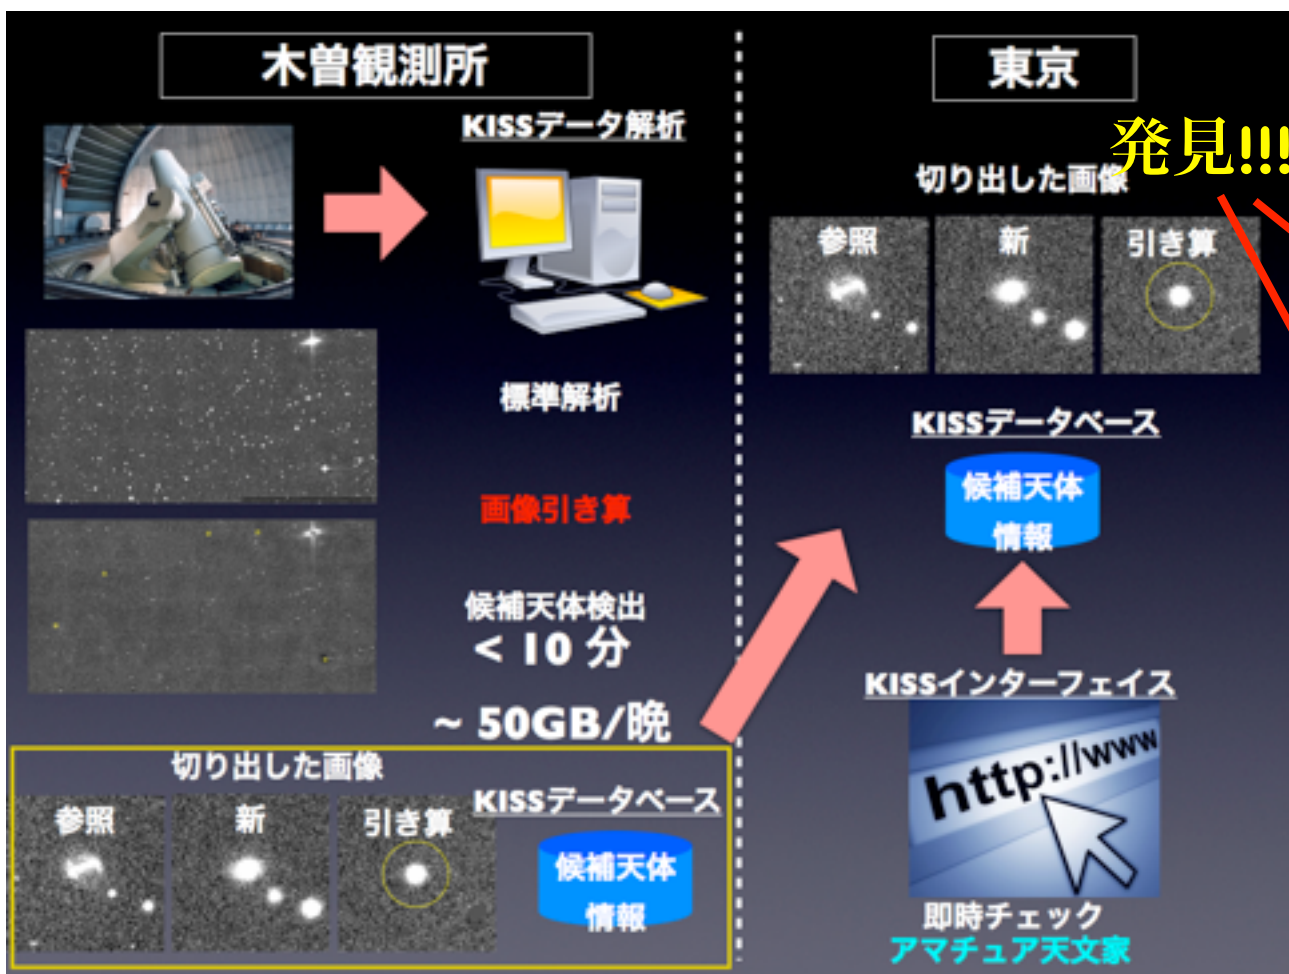 木曽観測所
KISSデータ解析
標準解析
画像引き算
候補天体検出
< 10 分
~ 50GB/晩
切り出した画像
参照
新
引き算
KISSデータベース
候補天体
情報
東京
発見!!!
切り出した画像
参照
新
引き算
KISSデータベース
候補天体
情報
KISSインターフェイス
http://www
即時チェック
アマチュア天文家